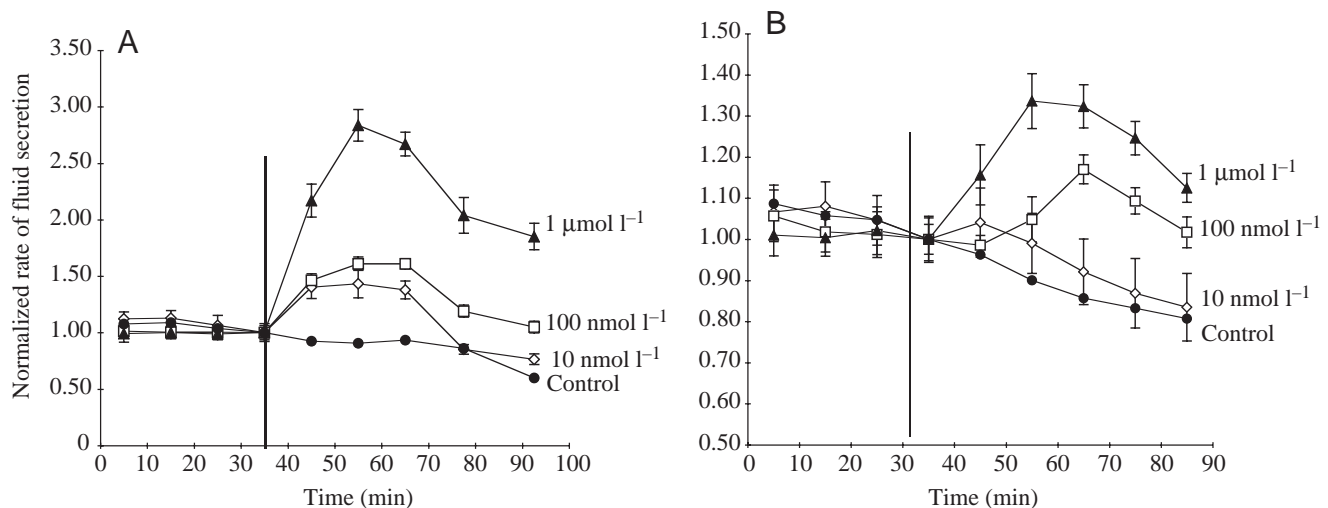 A
Normalized rate of fluid secretion
3.50
3.00
2.50
2.00
1.50
1.00
0.50
0
0 10 20 30 40 50 60 70 80 90 100
Time (min)
1 μmol l⁻¹
100 nmol l⁻¹
10 nmol l⁻¹
Control
B
1.50
1.40
1.30
1.20
1.10
1.00
0.90
0.80
0.70
0.60
0.50
0 10 20 30 40 50 60 70 80 90
Time (min)
1 μmol l⁻¹
100 nmol l⁻¹
10 nmol l⁻¹
Control